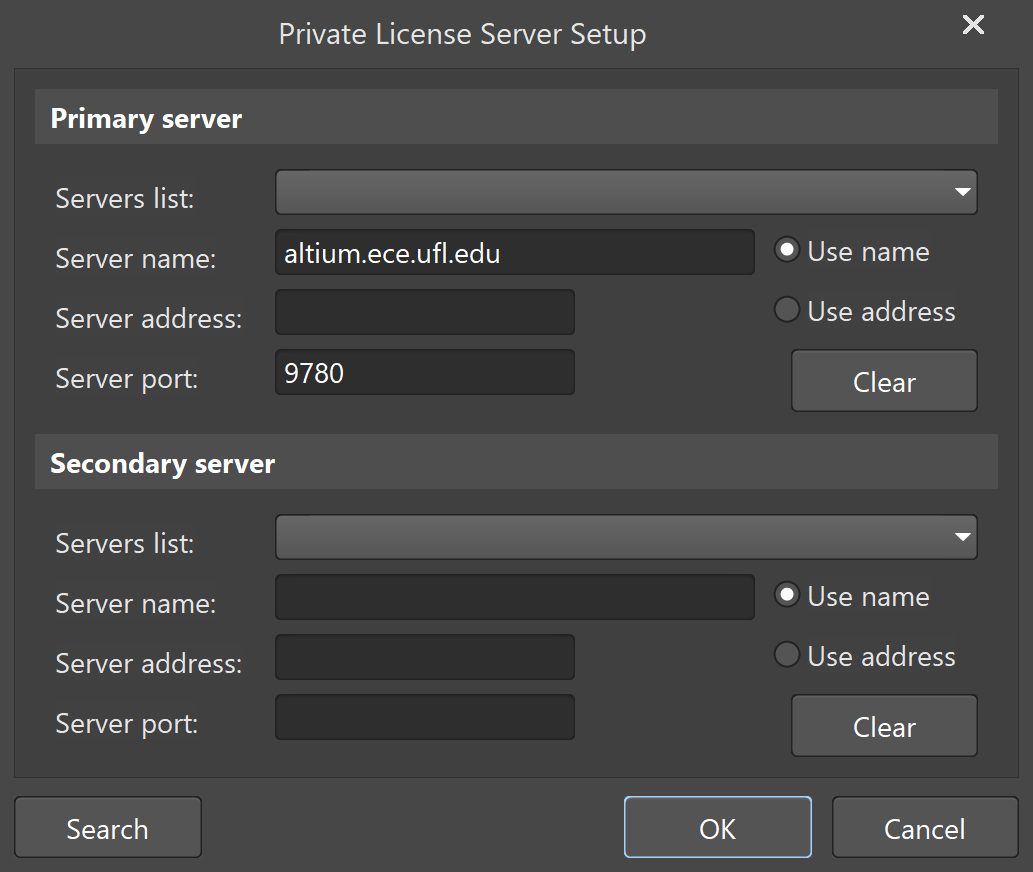 Private License Server Setup
Primary server
Servers list:
Server name: altium.ece.ufl.edu Use name
Server address: Use address
Server port: 9780 Clear
Secondary server
Servers list:
Server name: Use name
Server address: Use address
Server port: Clear
Search OK Cancel